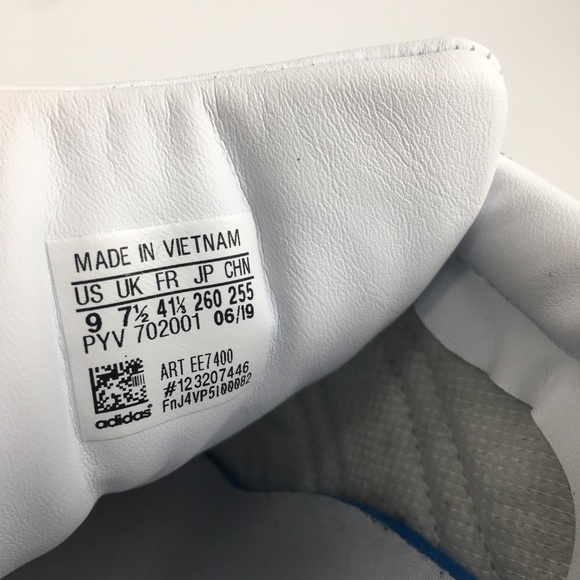 MADE IN VIETNAM
US UK FR JP CHN
9 7½ 41⅓ 260 255
PYV 702001 06/19
ART EE7400
#123207446
FnJ4VP5I00082
adidas